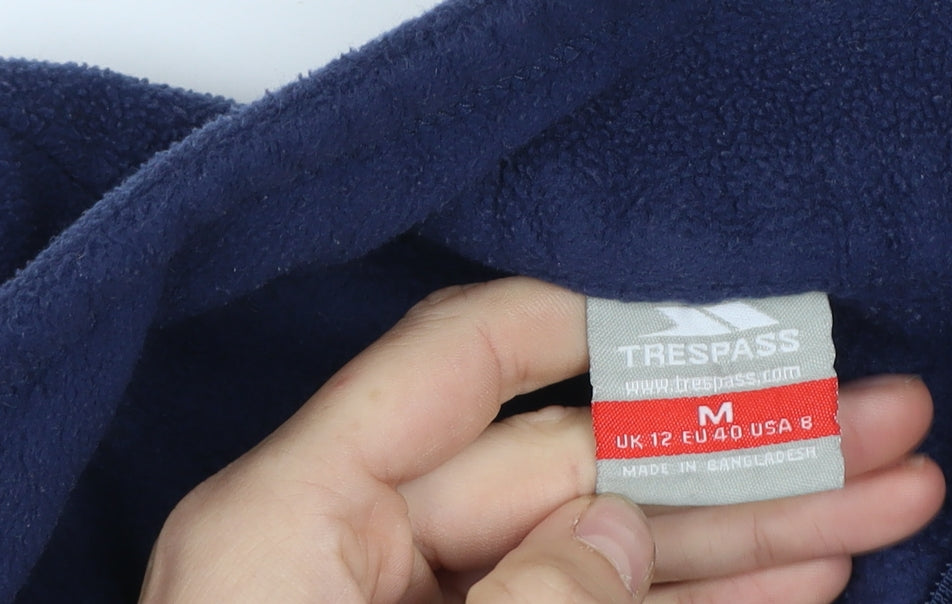 TRESPASS
www.trespass.com
M
UK 12 EU 40 USA 8
MADE IN BANGLADESH